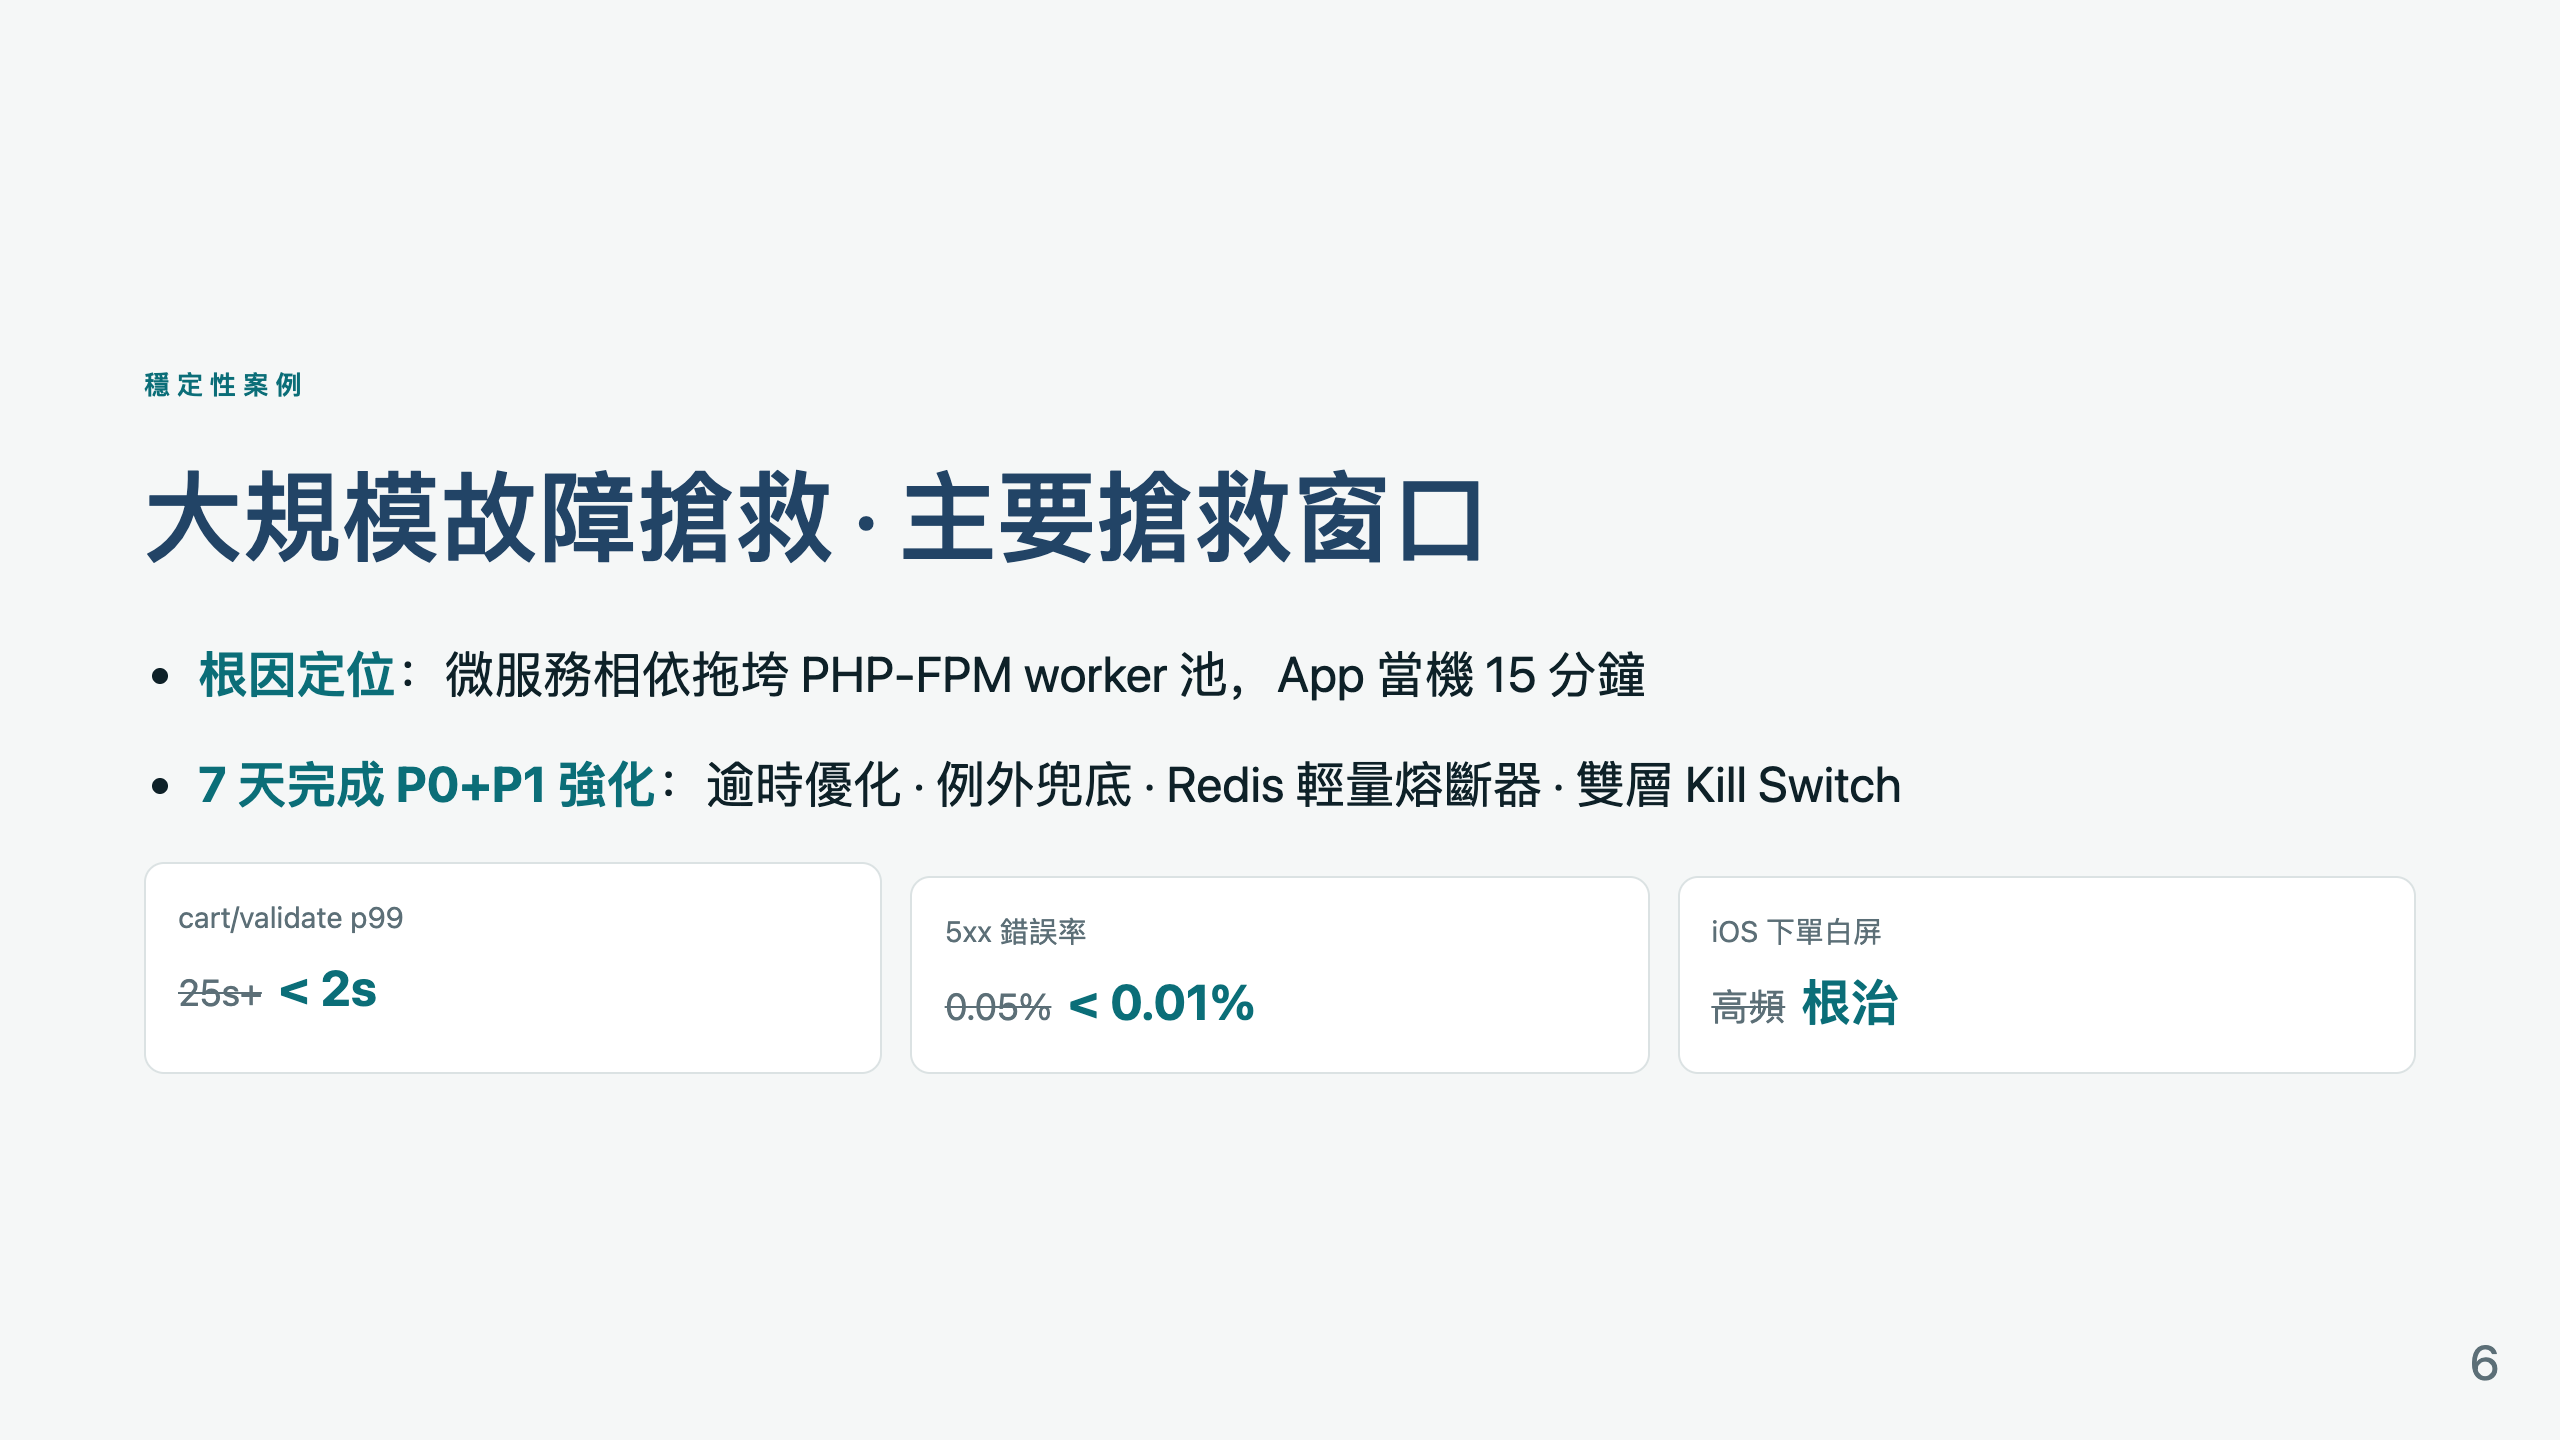 穩定性案例
大規模故障搶救 · 主要搶救窗口
• 根因定位：微服務相依拖垮 PHP-FPM worker 池，App 當機 15 分鐘
• 7 天完成 P0+P1 強化：逾時優化 · 例外兜底 · Redis 輕量熔斷器 · 雙層 Kill Switch
cart/validate p99
25s+ < 2s
5xx 錯誤率
0.05% < 0.01%
iOS 下單白屏
高頻 根治
6